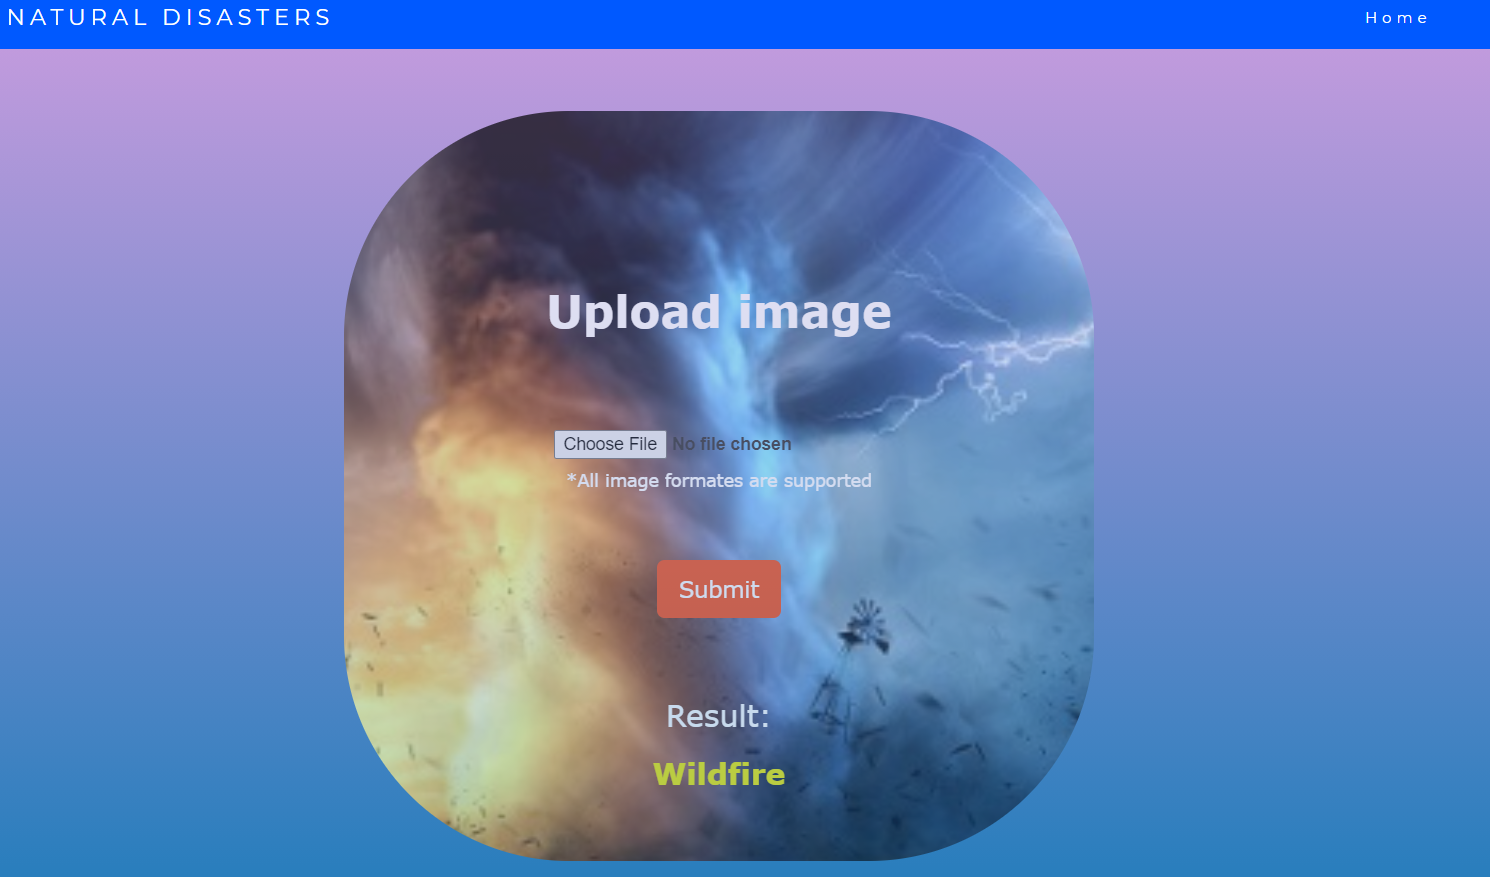 NATURAL DISASTERS
Home
Upload image
Choose File No file chosen
*All image formates are supported
Submit
Result:
Wildfire